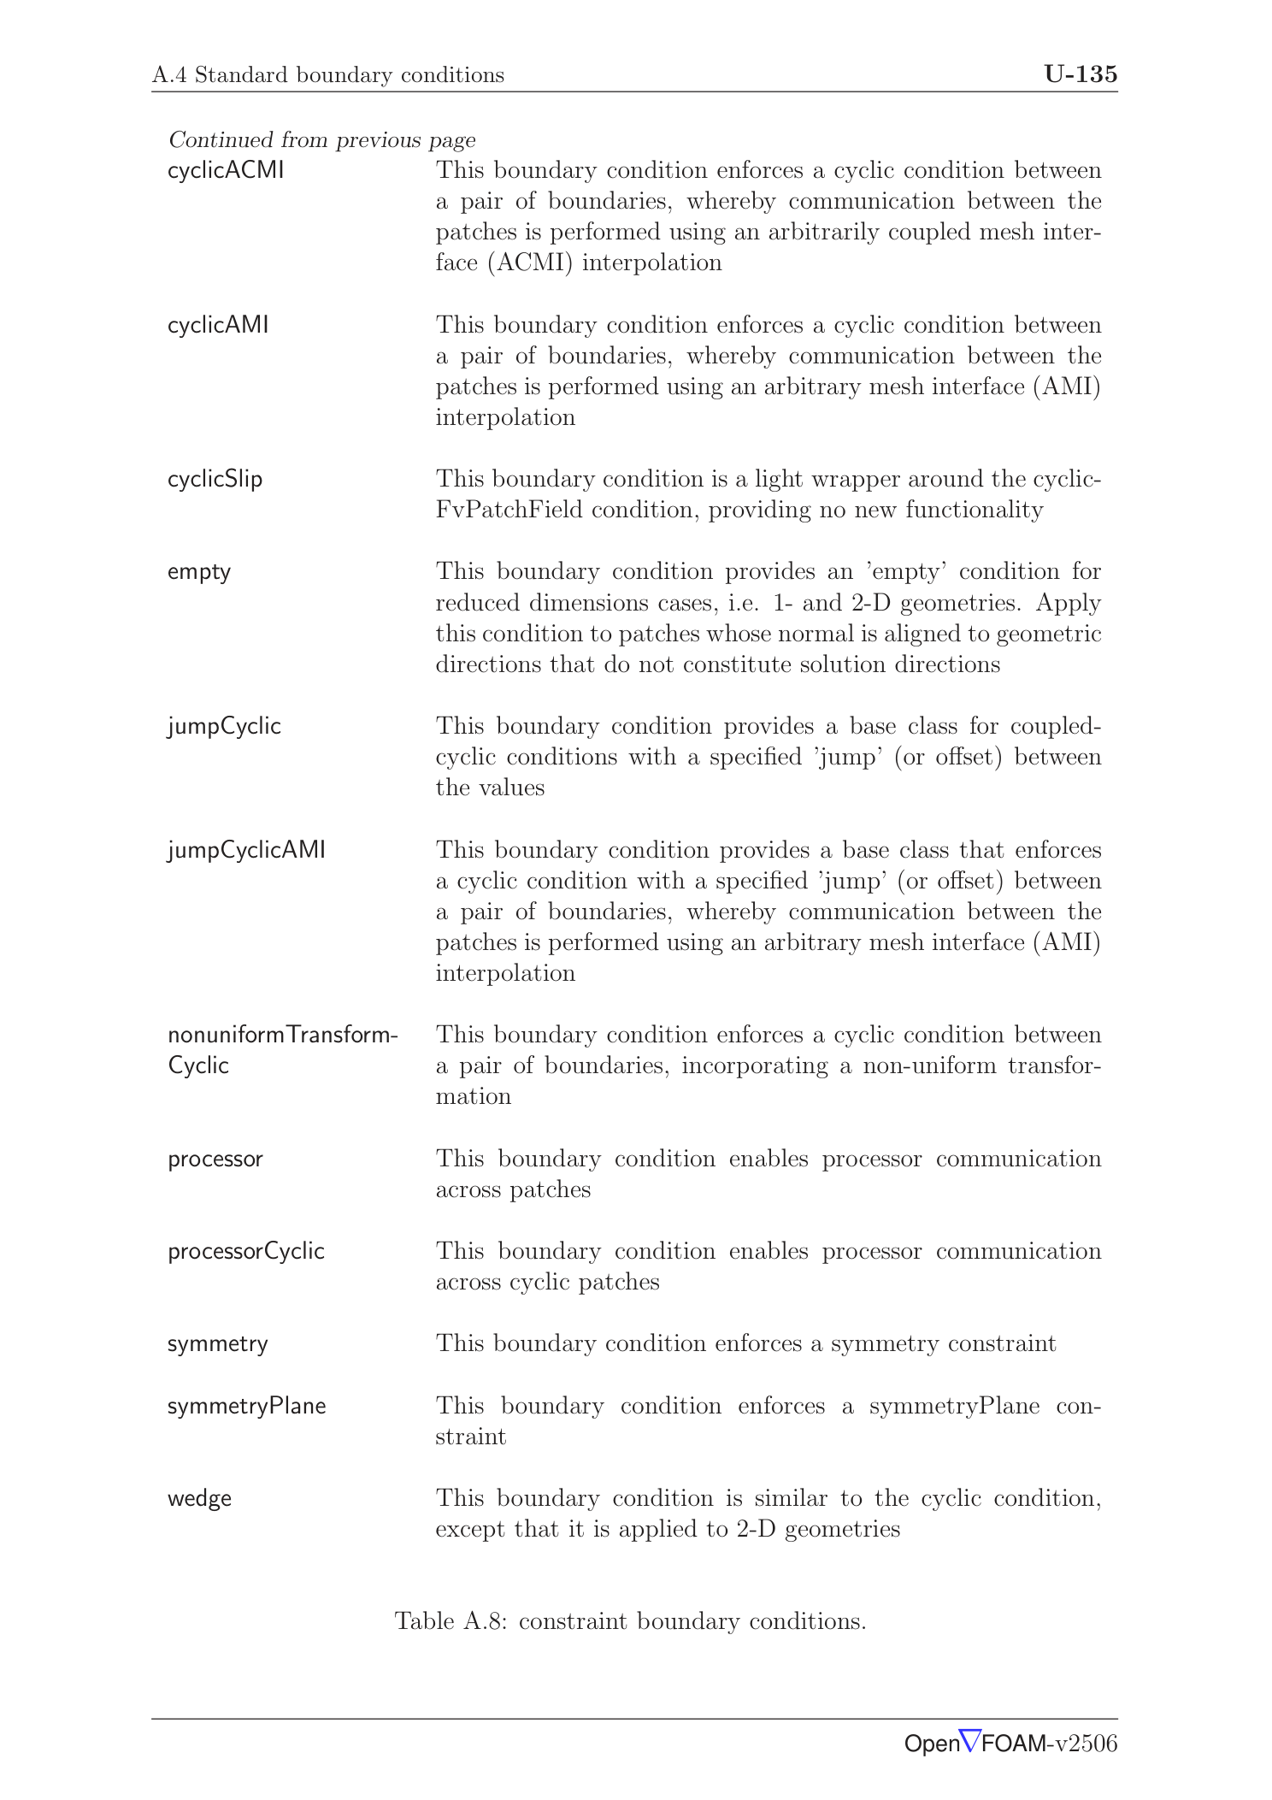 A.4 Standard boundary conditions U-135
Continued from previous page
cyclicACMI This boundary condition enforces a cyclic condition between
a pair of boundaries, whereby communication between the
patches is performed using an arbitrarily coupled mesh inter-
face (ACMI) interpolation
cyclicAMI This boundary condition enforces a cyclic condition between
a pair of boundaries, whereby communication between the
patches is performed using an arbitrary mesh interface (AMI)
interpolation
cyclicSlip This boundary condition is a light wrapper around the cyclic-
FvPatchField condition, providing no new functionality
empty This boundary condition provides an 'empty' condition for
reduced dimensions cases, i.e. 1- and 2-D geometries. Apply
this condition to patches whose normal is aligned to geometric
directions that do not constitute solution directions
jumpCyclic This boundary condition provides a base class for coupled-
cyclic conditions with a specified 'jump' (or offset) between
the values
jumpCyclicAMI This boundary condition provides a base class that enforces
a cyclic condition with a specified 'jump' (or offset) between
a pair of boundaries, whereby communication between the
patches is performed using an arbitrary mesh interface (AMI)
interpolation
nonuniformTransform- This boundary condition enforces a cyclic condition between
Cyclic a pair of boundaries, incorporating a non-uniform transfor-
mation
processor This boundary condition enables processor communication
across patches
processorCyclic This boundary condition enables processor communication
across cyclic patches
symmetry This boundary condition enforces a symmetry constraint
symmetryPlane This boundary condition enforces a symmetryPlane con-
straint
wedge This boundary condition is similar to the cyclic condition,
except that it is applied to 2-D geometries
Table A.8: constraint boundary conditions.
Open∇FOAM-v2506